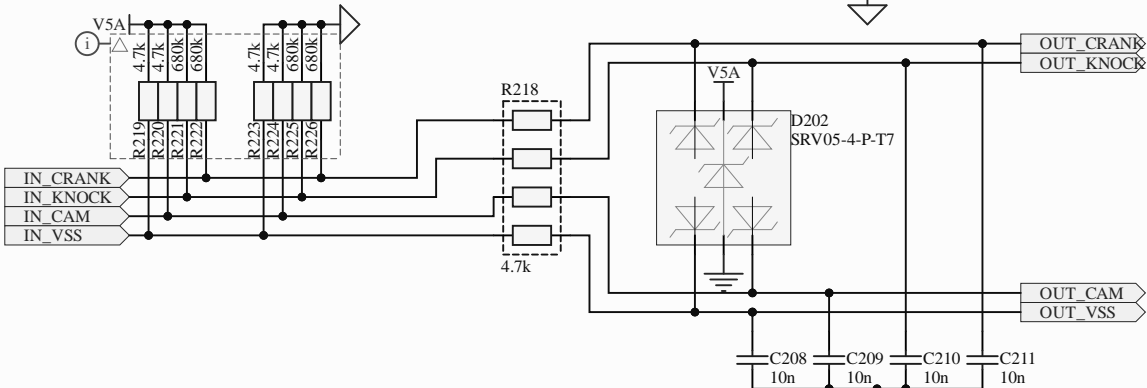 V5A
i
4.7k
4.7k
680k
680k
4.7k
4.7k
680k
680k
R219
R220
R221
R222
R223
R224
R225
R226
IN_CRANK
IN_KNOCK
IN_CAM
IN_VSS
R218
4.7k
V5A
D202
SRV05-4-P-T7
OUT_CRANK
OUT_KNOCK
OUT_CAM
OUT_VSS
C208
10n
C209
10n
C210
10n
C211
10n